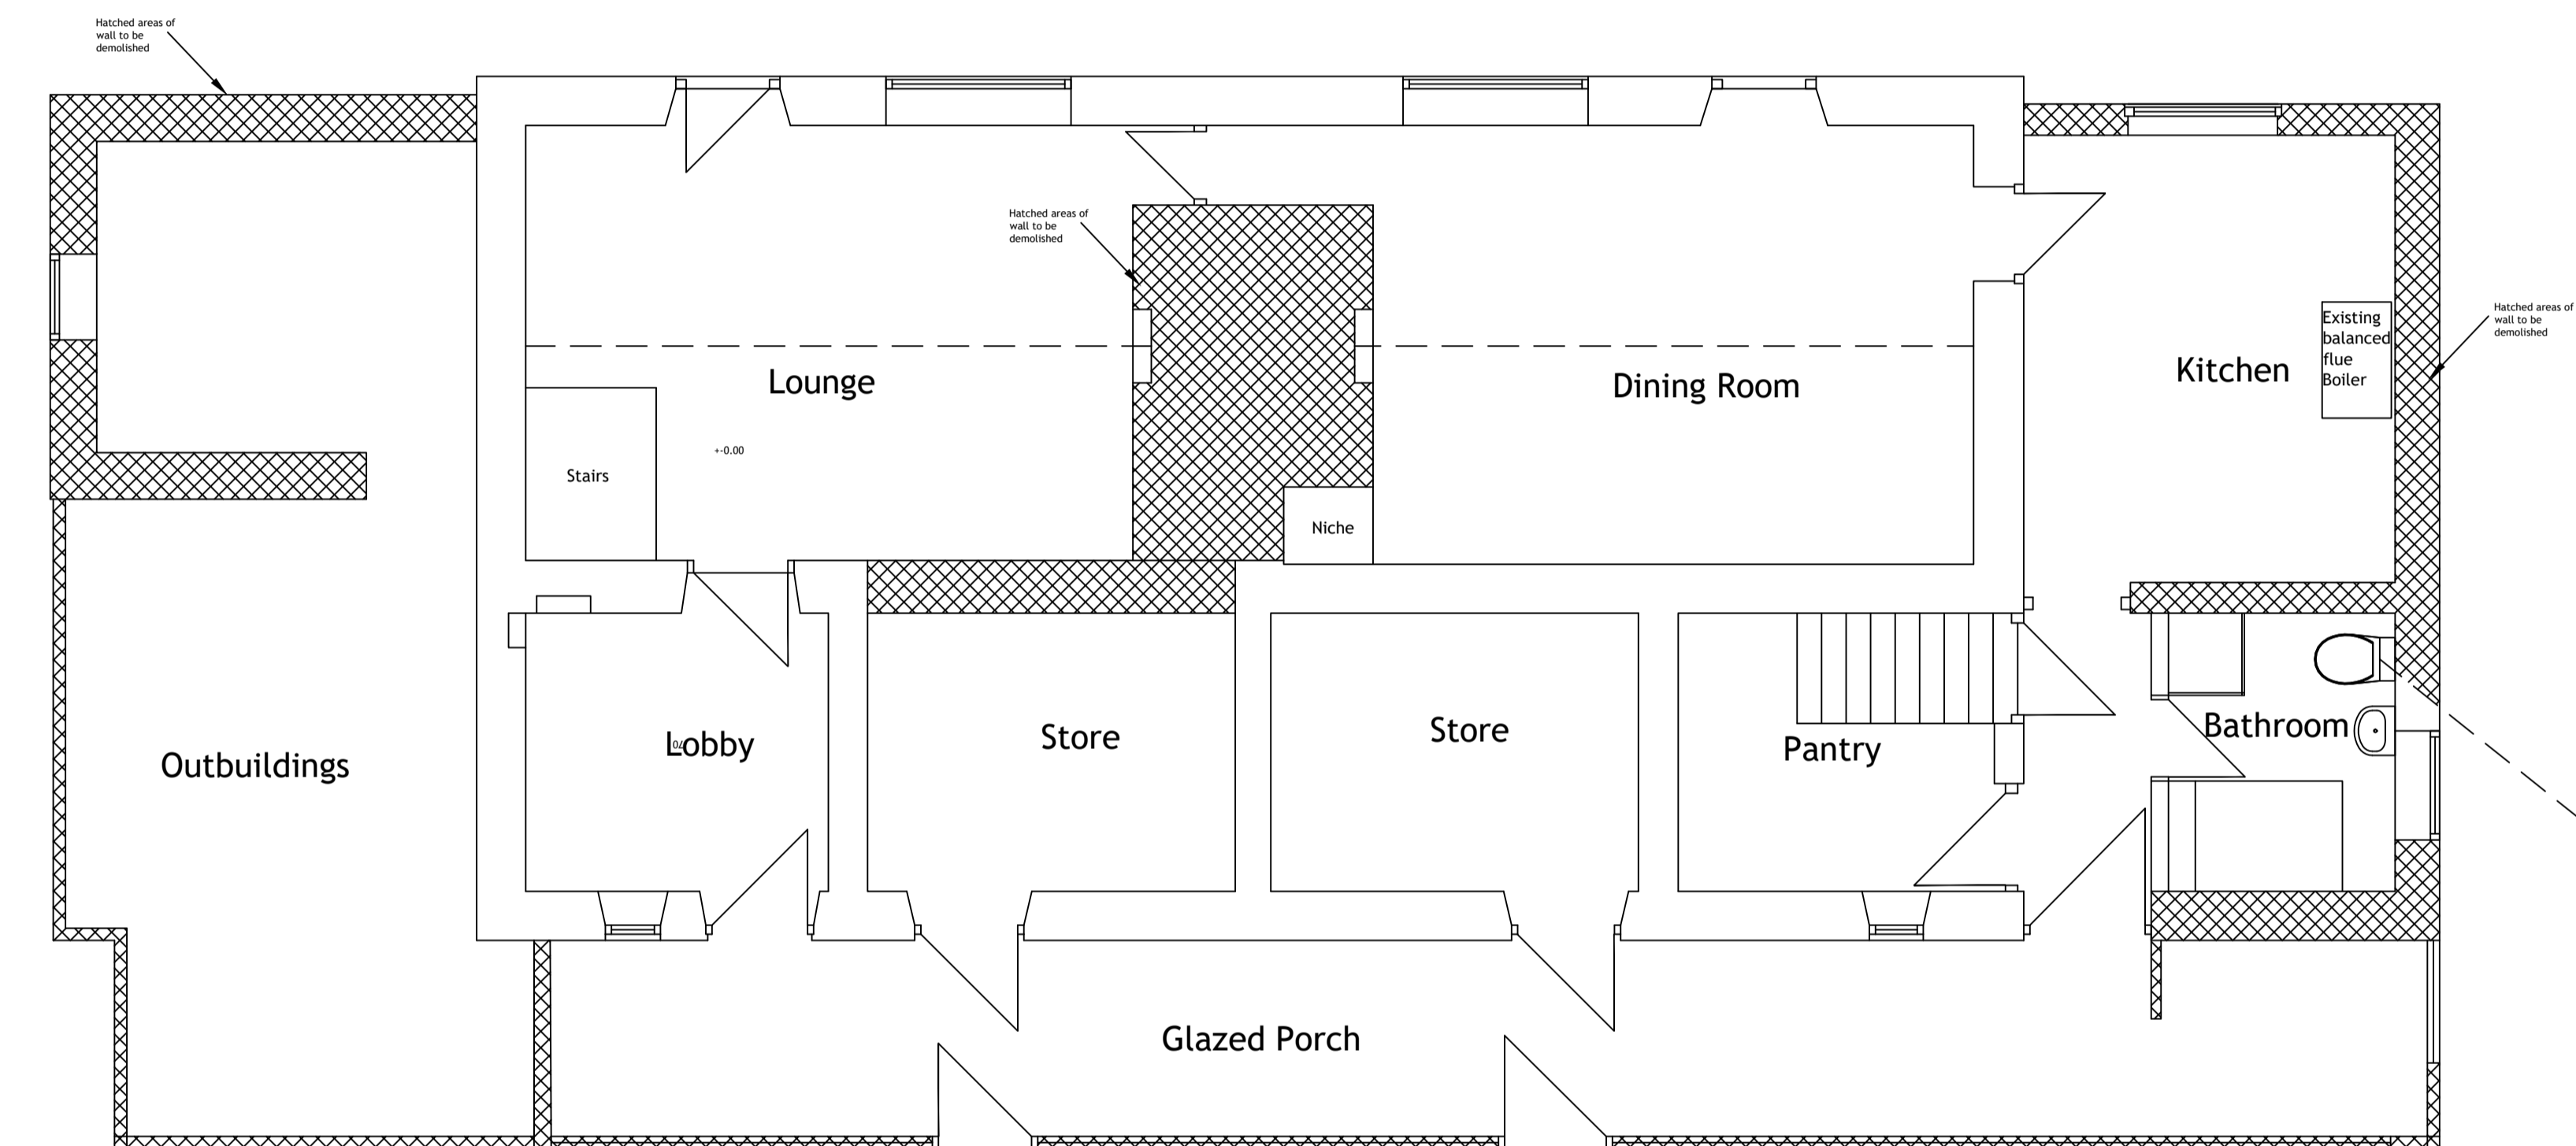 Hatched areas of
wall to be
demolished
Hatched areas of
wall to be
demolished
Hatched areas of
wall to be
demolished
Existing
balanced
flue
Boiler
Kitchen
Lounge
Dining Room
+-0.00
Stairs
Niche
Bathroom
Store
Store
Lobby
Pantry
Outbuildings
Glazed Porch